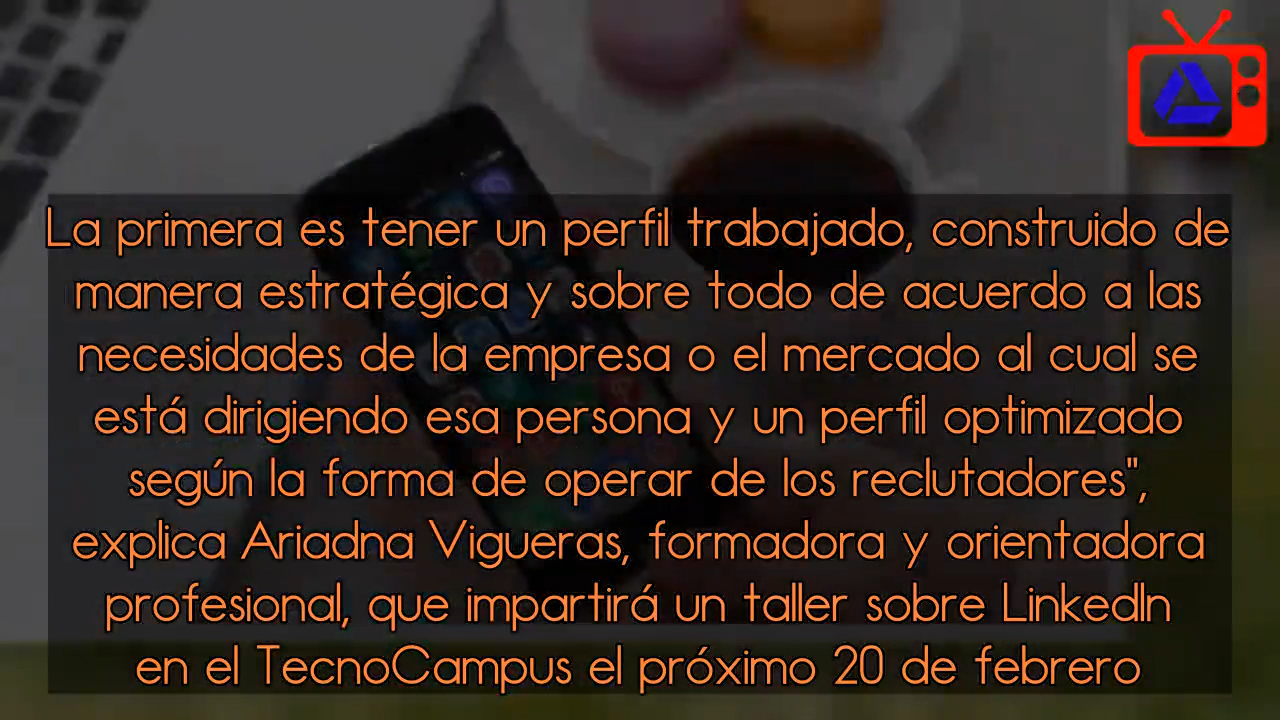 La primera es tener un perfil trabajado, construido de
manera estratégica y sobre todo de acuerdo a las
necesidades de la empresa o el mercado al cual se
está dirigiendo esa persona y un perfil optimizado
según la forma de operar de los reclutadores",
explica Ariadna Vigueras, formadora y orientadora
profesional, que impartirá un taller sobre LinkedIn
en el TecnoCampus el próximo 20 de febrero